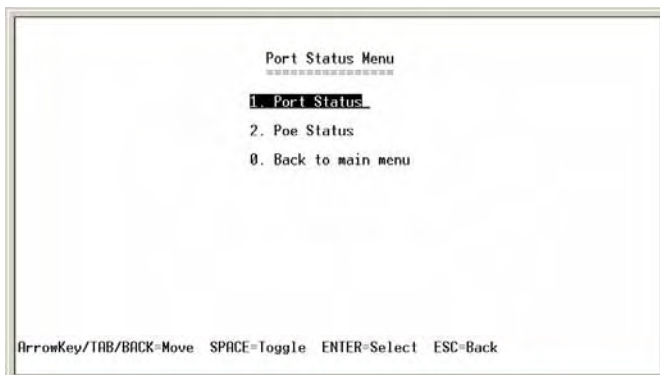 Port Status Menu
================
1. Port Status_
2. Poe Status
0. Back to main menu
ArrowKey/TAB/BACK=Move SPACE=Toggle ENTER=Select ESC=Back